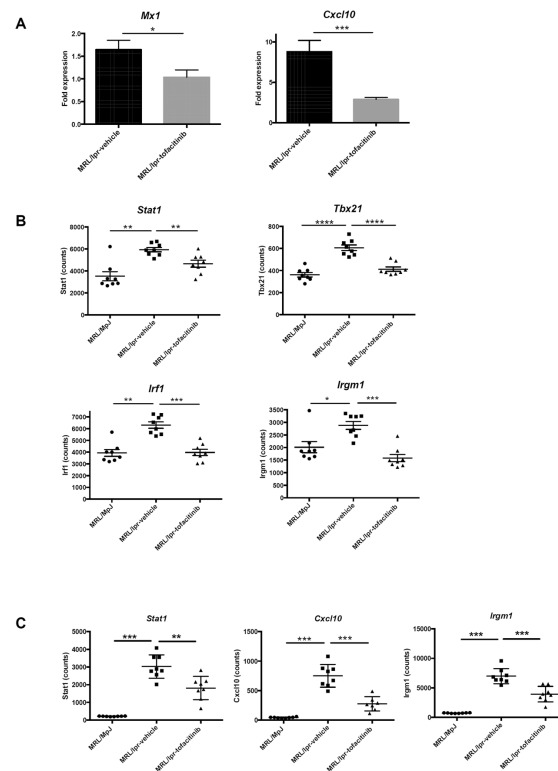 A
Mx1
*
Fold expression
2.0
1.5
1.0
0.5
0.0
MRL/lpr-vehicle
MRL/lpr-tofacitinib
Cxcl10
***
Fold expression
10
5
0
MRL/lpr-vehicle
MRL/lpr-tofacitinib
B
Stat1
**
**
Stat1 (counts)
8000
6000
4000
2000
0
MRL/MpJ
MRL/lpr-vehicle
MRL/lpr-tofacitinib
Tbx21
****
****
Tbx21 (counts)
800
600
400
200
0
MRL/MpJ
MRL/lpr-vehicle
MRL/lpr-tofacitinib
Irf1
**
***
Irf1 (counts)
7000
6000
5000
4000
3000
2000
1000
0
MRL/MpJ
MRL/lpr-vehicle
MRL/lpr-tofacitinib
Irgm1
*
***
Irgm1 (counts)
3500
3000
2500
2000
1500
1000
500
0
MRL/MpJ
MRL/lpr-vehicle
MRL/lpr-tofacitinib
C
Stat1
***
**
Stat1 (counts)
5000
4000
3000
2000
1000
0
MRL/MpJ
MRL/lpr-vehicle
MRL/lpr-tofacitinib
Cxcl10
***
***
Cxcl10 (counts)
1500
1000
500
0
MRL/MpJ
MRL/lpr-vehicle
MRL/lpr-tofacitinib
Irgm1
***
***
Irgm1 (counts)
15000
10000
5000
0
MRL/MpJ
MRL/lpr-vehicle
MRL/lpr-tofacitinib